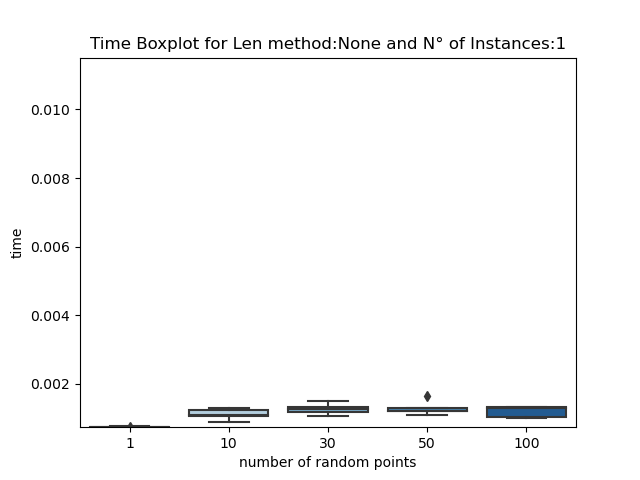 Time Boxplot for Len method:None and N° of Instances:1
0.010
0.008
0.006
0.004
0.002
time
1 10 30 50 100
number of random points